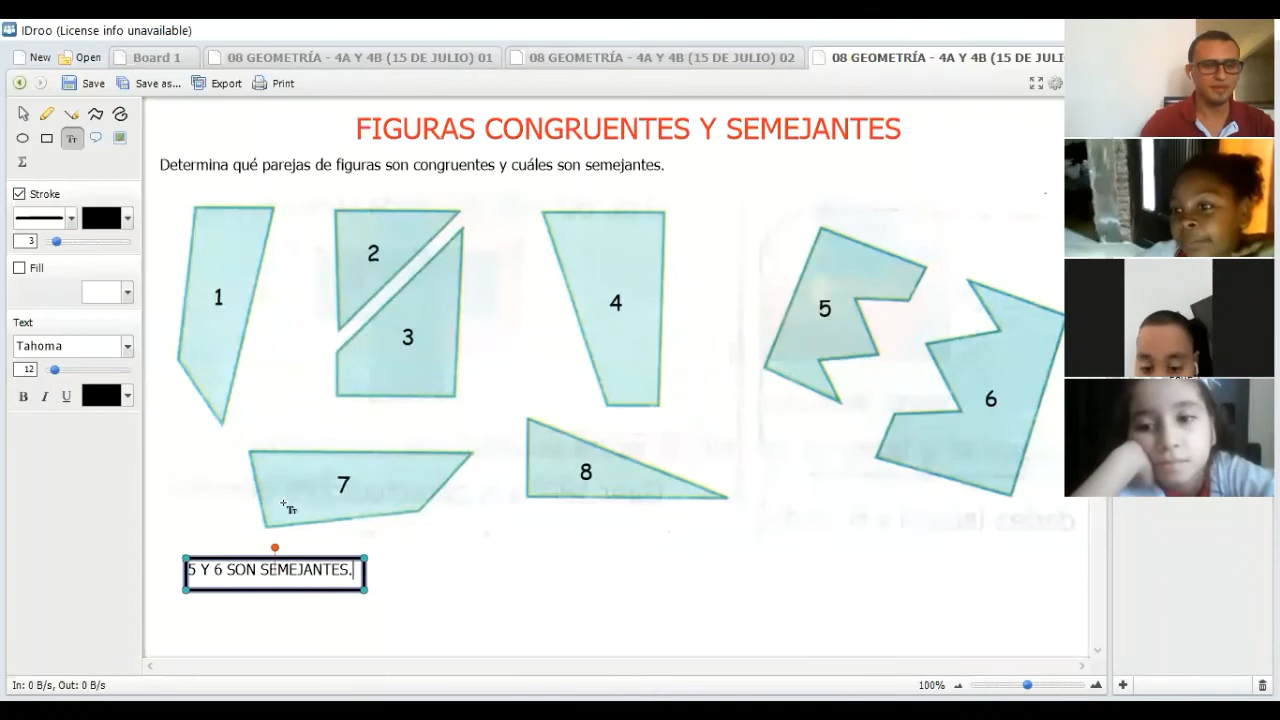 IDroo (License info unavailable)
New Open Board 1 08 GEOMETRÍA - 4A Y 4B (15 DE JULIO) 01 08 GEOMETRÍA - 4A Y 4B (15 DE JULIO) 02 08 GEOMETRÍA - 4A Y 4B (15 DE JULI
Save Save as... Export Print
FIGURAS CONGRUENTES Y SEMEJANTES
Determina qué parejas de figuras son congruentes y cuáles son semejantes.
Tт
Σ
Stroke
3
Fill
Text
Tahoma
12
B I U
1
2
3
4
5
6
7
8
5 Y 6 SON SEMEJANTES.
In: 0 B/s, Out: 0 B/s
100%